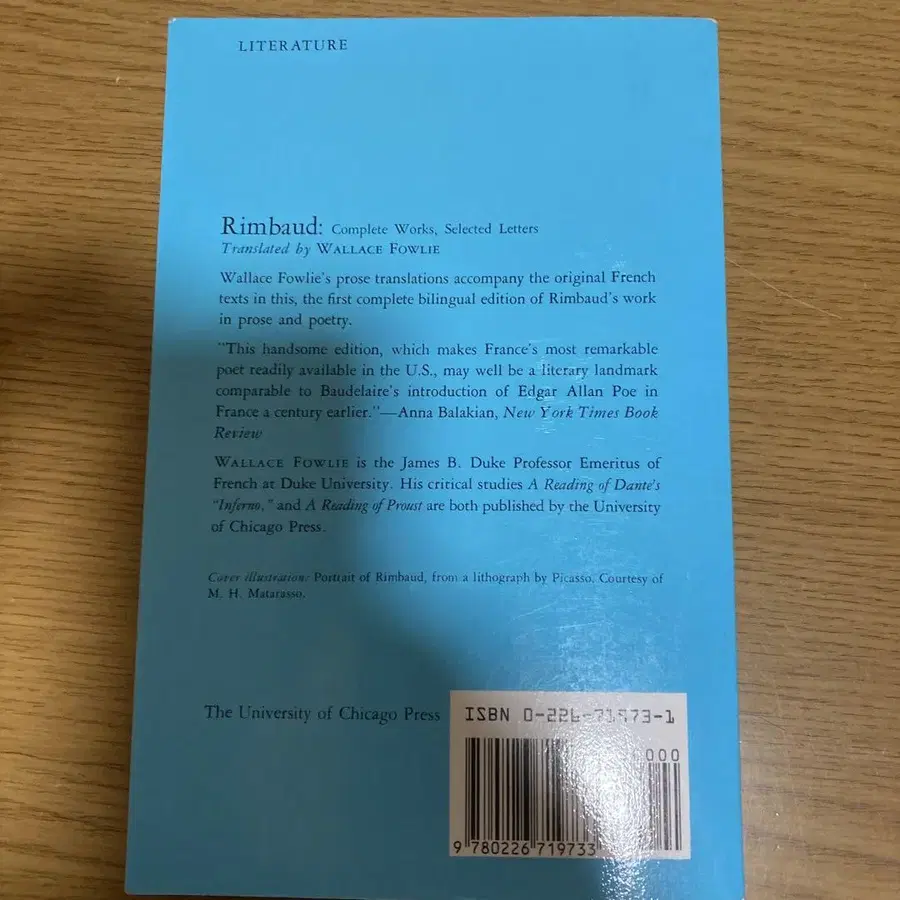 LITERATURE
Rimbaud: Complete Works, Selected Letters
Translated by WALLACE FOWLIE
Wallace Fowlie's prose translations accompany the original French
texts in this, the first complete bilingual edition of Rimbaud's work
in prose and poetry.
"This handsome edition, which makes France's most remarkable
poet readily available in the U.S., may well be a literary landmark
comparable to Baudelaire's introduction of Edgar Allan Poe in
France a century earlier."—Anna Balakian, New York Times Book
Review
WALLACE FOWLIE is the James B. Duke Professor Emeritus of
French at Duke University. His critical studies A Reading of Dante's
"Inferno," and A Reading of Proust are both published by the University
of Chicago Press.
Cover illustration: Portrait of Rimbaud, from a lithograph by Picasso. Courtesy of
M. H. Matarasso.
The University of Chicago Press
ISBN 0-226-71973-1
000
9 780226 719733